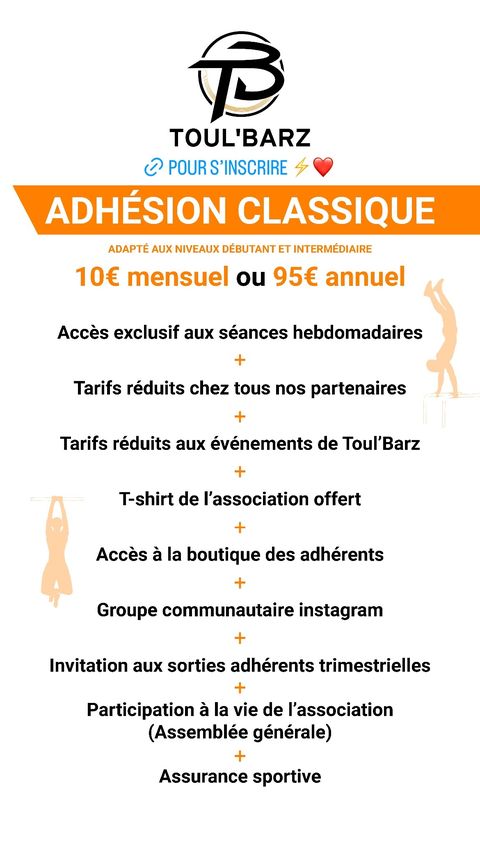 TB
TOUL'BARZ
POUR S'INSCRIRE ⚡❤️
ADHÉSION CLASSIQUE
ADAPTÉ AUX NIVEAUX DÉBUTANT ET INTERMÉDIAIRE
10€ mensuel ou 95€ annuel
Accès exclusif aux séances hebdomadaires
+
Tarifs réduits chez tous nos partenaires
+
Tarifs réduits aux événements de Toul'Barz
+
T-shirt de l'association offert
+
Accès à la boutique des adhérents
+
Groupe communautaire instagram
+
Invitation aux sorties adhérents trimestrielles
+
Participation à la vie de l'association
(Assemblée générale)
+
Assurance sportive